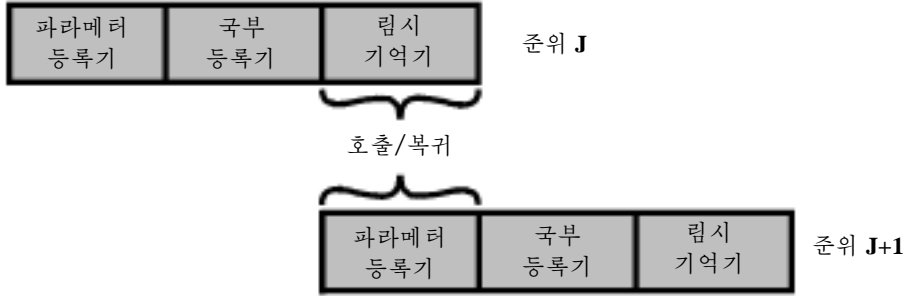 파라메터 국부 림시
등록기 등록기 기억기 준위 J
호출/복귀
파라메터 국부 림시
등록기 등록기 기억기 준위 J+1